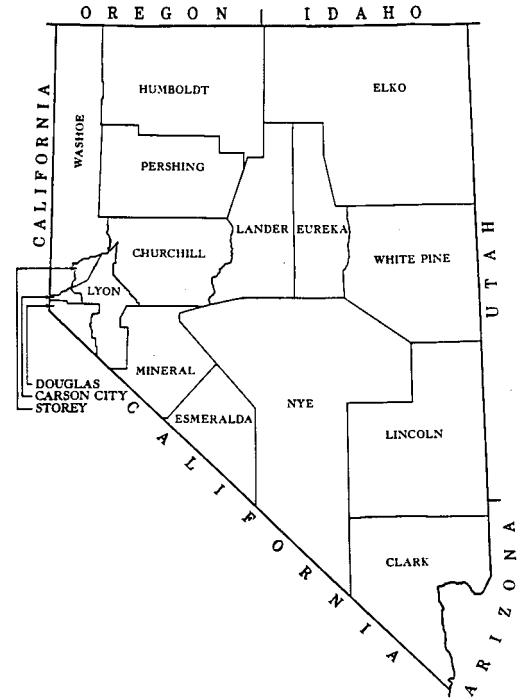 OREGON | IDAHO
HUMBOLDT
ELKO
CALIFORNIA
WASHOE
PERSHING
LANDER
EUREKA
CHURCHILL
WHITE PINE
UTAH
LYON
MINERAL
DOUGLAS
CARSON CITY
STOREY
NYE
ESMERALDA
LINCOLN
CALIFORNIA
CLARK
ARIZONA